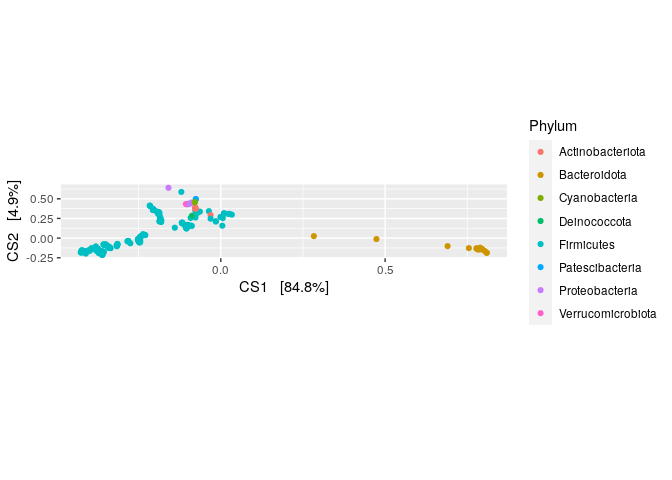 Phylum
Actinobacteriota
Bacteroidota
Cyanobacteria
Deinococcota
Firmicutes
Patescibacteria
Proteobacteria
Verrucomicrobiota
CS2 [4.9%]
0.50
0.25
0.00
-0.25
0.0
0.5
CS1 [84.8%]